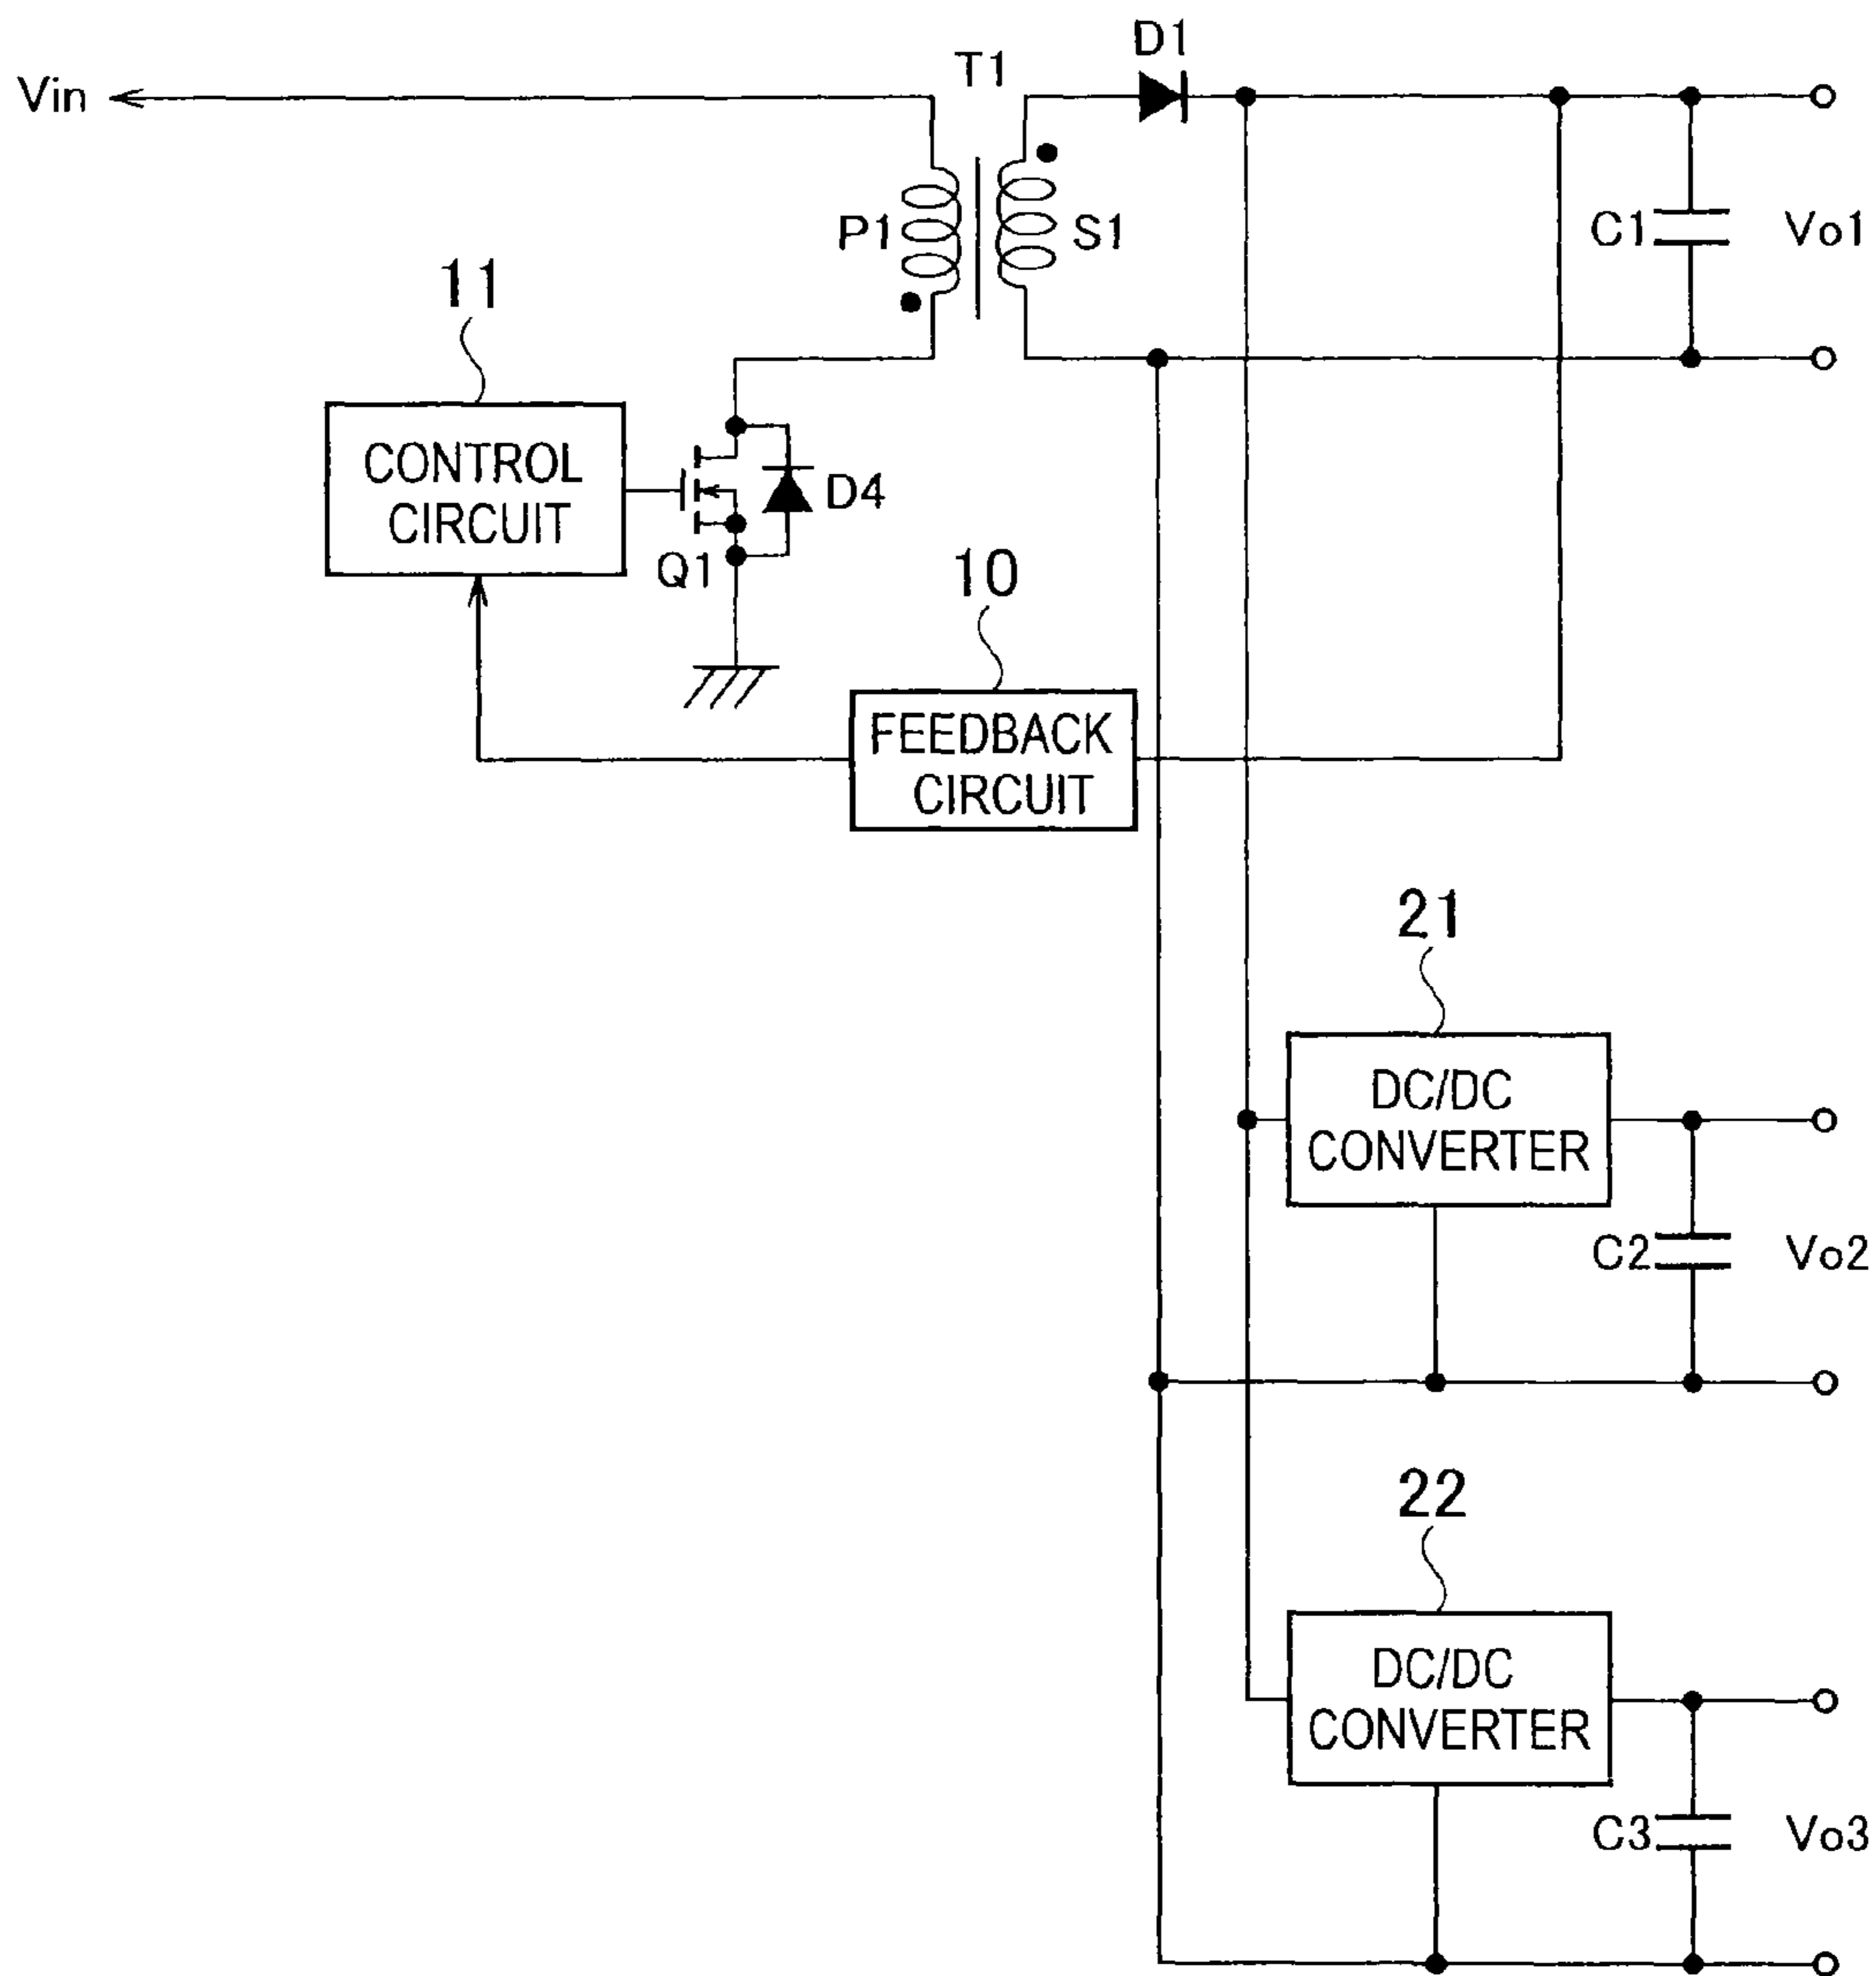 D1
T1
Vin
P1
S1
C1
Vo1
11
CONTROL
CIRCUIT
D4
Q1
10
FEEDBACK
CIRCUIT
21
DC/DC
CONVERTER
C2
Vo2
22
DC/DC
CONVERTER
C3
Vo3